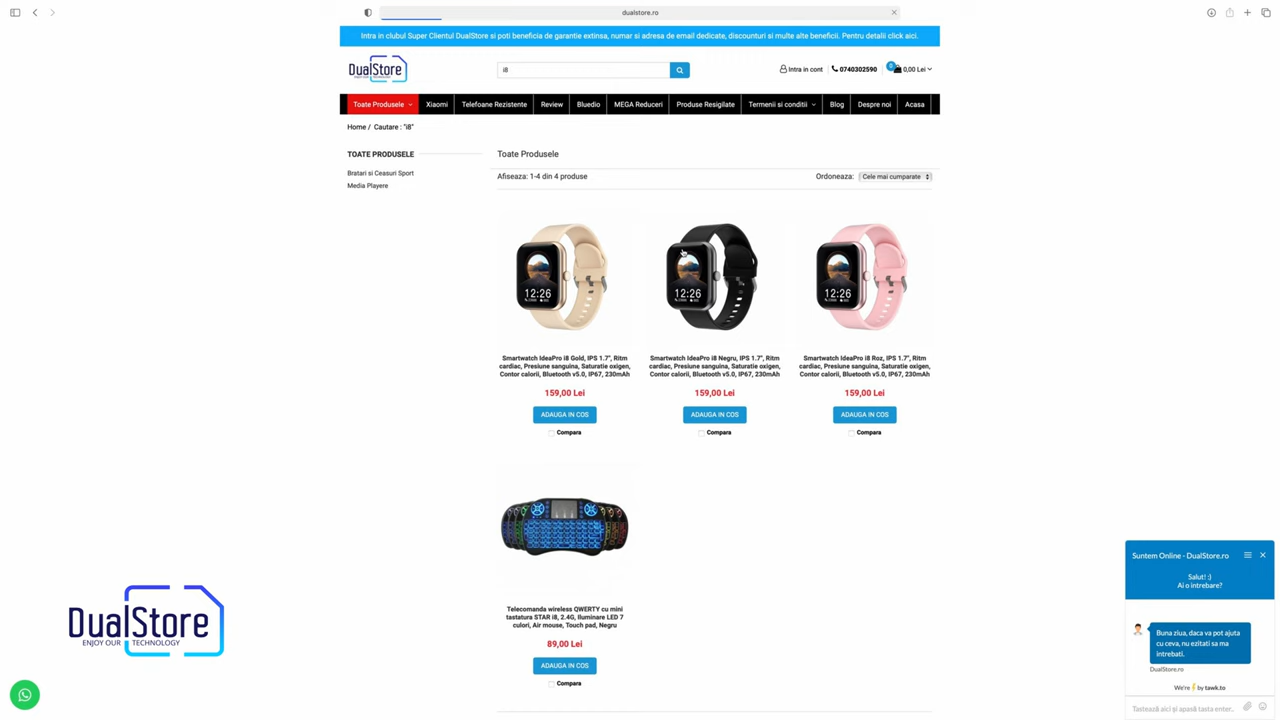 dualstore.ro
Intra in clubul Super Clientul DualStore si poti beneficia de garantie extinsa, numar si adresa de email dedicate, discounturi si multe alte beneficii. Pentru detalii click aici.
DualStore
i8
Intra in cont
0740302590
0
0,00 Lei
Toate Produsele
Xiaomi
Telefoane Rezistente
Review
Bluedio
MEGA Reduceri
Produse Resigilate
Termenii si conditii
Blog
Despre noi
Acasa
Home / Cautare : "i8"
TOATE PRODUSELE
Bratari si Ceasuri Sport
Media Playere
Toate Produsele
Afiseaza: 1-4 din 4 produse
Ordoneaza:
Cele mai cumparate
12:26
12:26
12:26
Smartwatch IdeaPro i8 Gold, IPS 1.7", Ritm
cardiac, Presiune sanguina, Saturatie oxigen,
Contor calorii, Bluetooth v5.0, IP67, 230mAh
159,00 Lei
ADAUGA IN COS
Compara
Smartwatch IdeaPro i8 Negru, IPS 1.7", Ritm
cardiac, Presiune sanguina, Saturatie oxigen,
Contor calorii, Bluetooth v5.0, IP67, 230mAh
159,00 Lei
ADAUGA IN COS
Compara
Smartwatch IdeaPro i8 Roz, IPS 1.7", Ritm
cardiac, Presiune sanguina, Saturatie oxigen,
Contor calorii, Bluetooth v5.0, IP67, 230mAh
159,00 Lei
ADAUGA IN COS
Compara
Telecomanda wireless QWERTY cu mini
tastatura STAR i8, 2.4G, Iluminare LED 7
culori, Air mouse, Touch pad, Negru
89,00 Lei
ADAUGA IN COS
Compara
DualStore
ENJOY OUR TECHNOLOGY
Suntem Online - DualStore.ro
Salut! :)
Ai o intrebare?
Buna ziua, daca va pot ajuta
cu ceva, nu ezitati sa ma
intrebati.
DualStore.ro
We're by tawk.to
Tastează aici și apasă tasta enter..